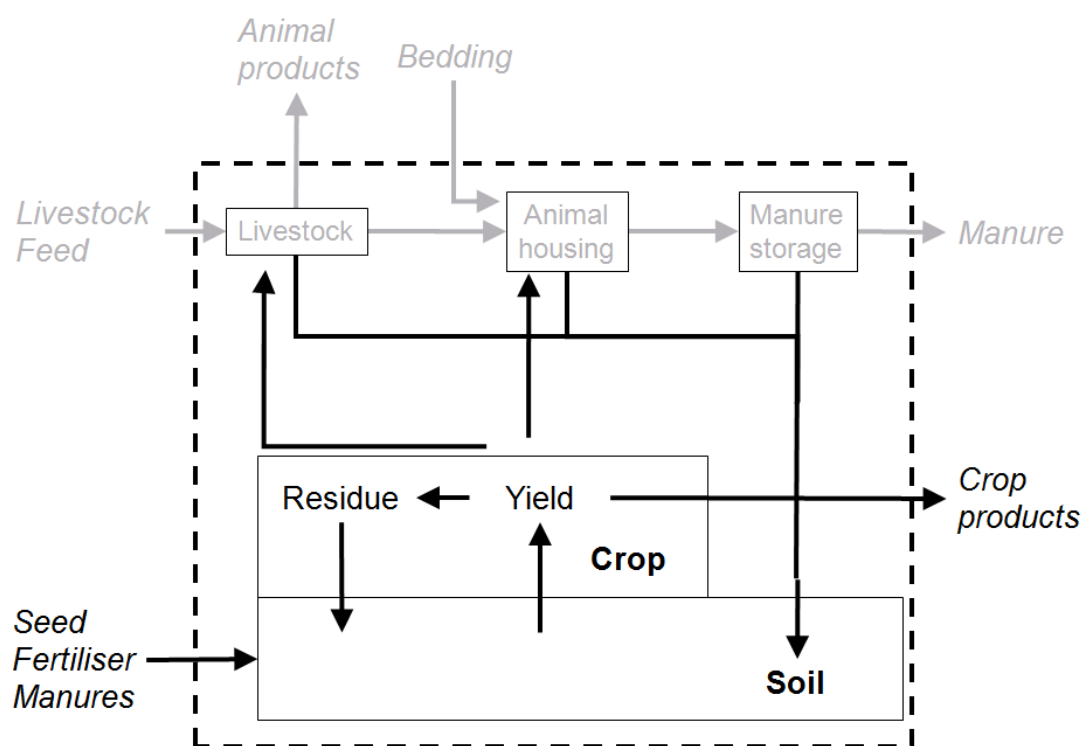 Animal
products
Bedding
Livestock
Feed
Livestock
Animal
housing
Manure
storage
Manure
Residue
Yield
Crop
products
Crop
Seed
Fertiliser
Manures
Soil